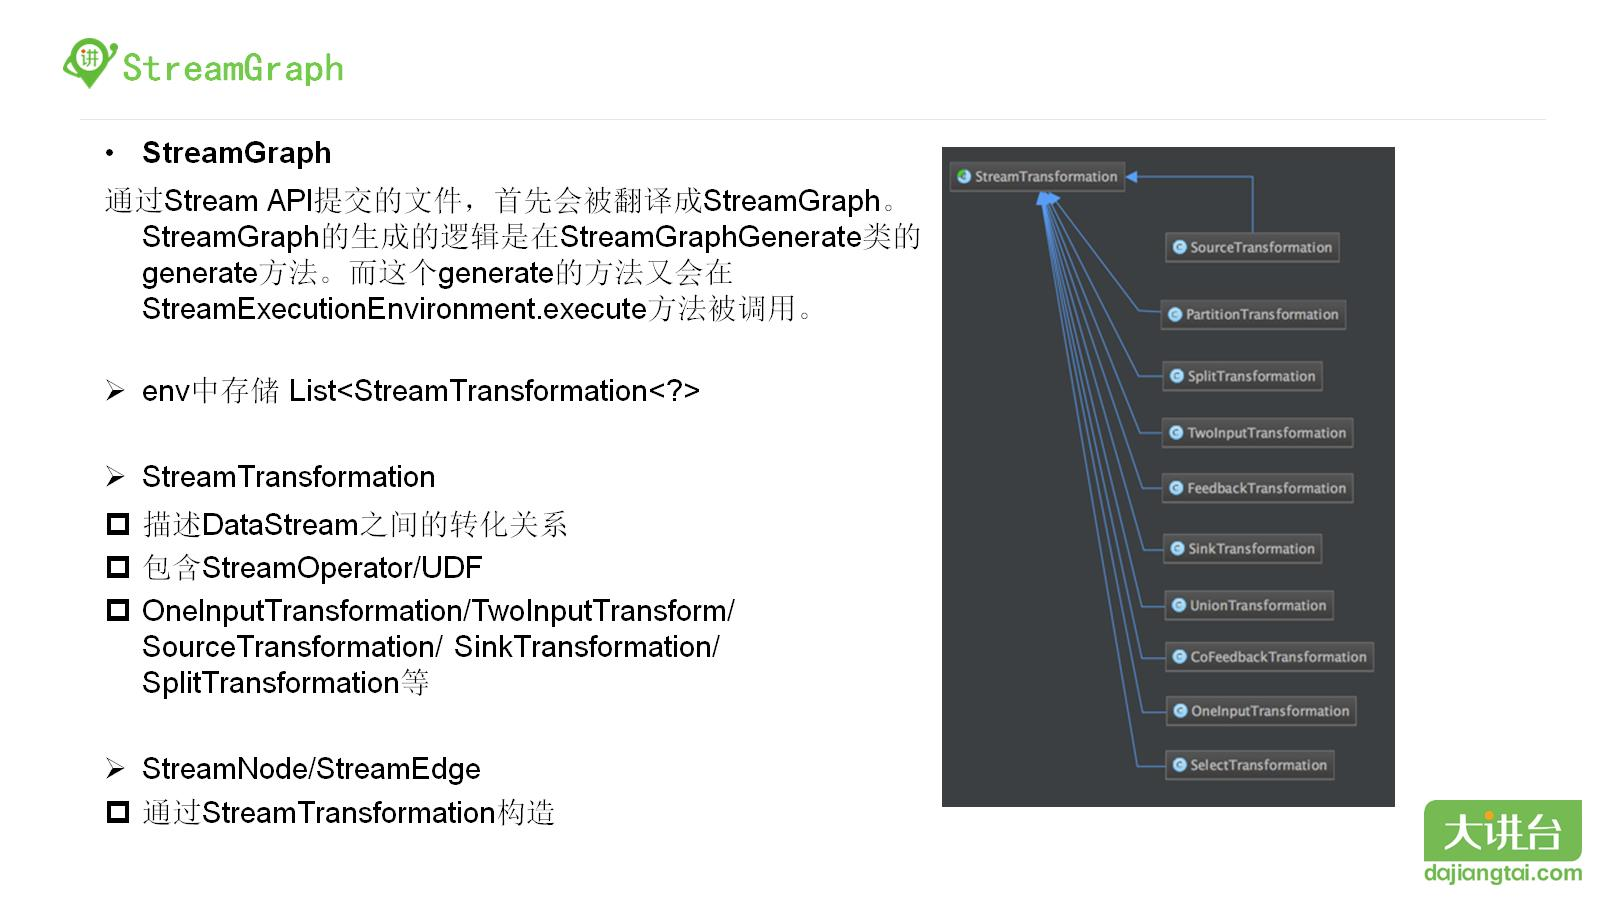 讲
StreamGraph
• StreamGraph
通过Stream API提交的文件，首先会被翻译成StreamGraph。
StreamGraph的生成的逻辑是在StreamGraphGenerate类的
generate方法。而这个generate的方法又会在
StreamExecutionEnvironment.execute方法被调用。
env中存储 List<StreamTransformation<?>
StreamTransformation
描述DataStream之间的转化关系
包含StreamOperator/UDF
OneInputTransformation/TwoInputTransform/
SourceTransformation/ SinkTransformation/
SplitTransformation等
StreamNode/StreamEdge
通过StreamTransformation构造
StreamTransformation
SourceTransformation
PartitionTransformation
SplitTransformation
TwoInputTransformation
FeedbackTransformation
SinkTransformation
UnionTransformation
CoFeedbackTransformation
OneInputTransformation
SelectTransformation
大讲台
dajiangtai.com